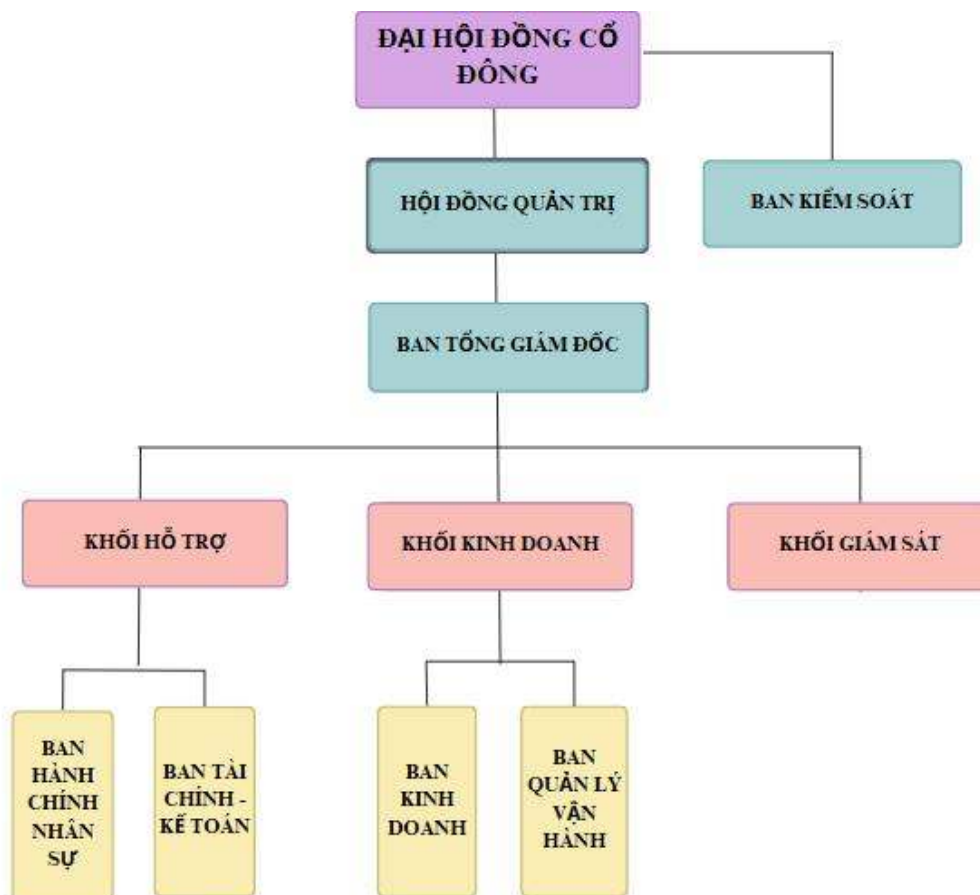 ĐẠI HỘI ĐỒNG CỔ
ĐÔNG
HỘI ĐỒNG QUẢN TRỊ
BAN KIỂM SOÁT
BAN TỔNG GIÁM ĐỐC
KHỐI HỖ TRỢ
KHỐI KINH DOANH
KHỐI GIÁM SÁT
BAN
HÀNH
CHÍNH
NHÂN
SỰ
BAN TÀI
CHÍNH -
KẾ TOÁN
BAN
KINH
DOANH
BAN
QUẢN LÝ
VẬN
HÀNH